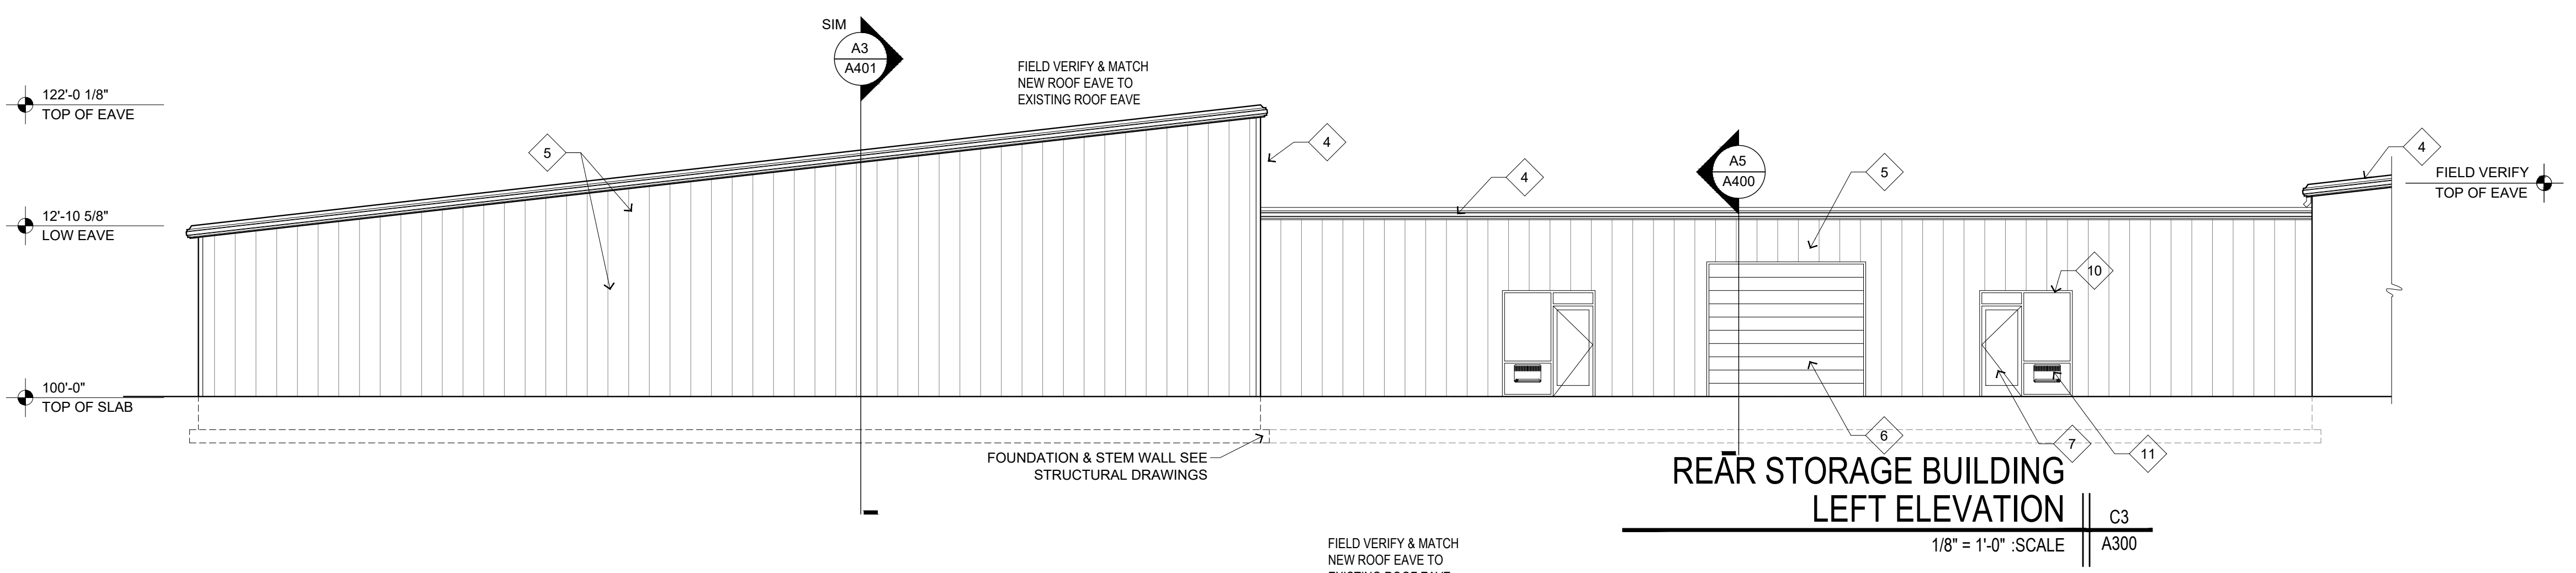 SIM
A3
A401
FIELD VERIFY & MATCH
NEW ROOF EAVE TO
EXISTING ROOF EAVE
122'-0 1/8"
TOP OF EAVE
5
4
4
A5
A400
5
4
FIELD VERIFY
TOP OF EAVE
12'-10 5/8"
LOW EAVE
10
100'-0"
TOP OF SLAB
FOUNDATION & STEM WALL SEE
STRUCTURAL DRAWINGS
6
7
11
REAR STORAGE BUILDING
LEFT ELEVATION
C3
A300
1/8" = 1'-0" :SCALE
FIELD VERIFY & MATCH
NEW ROOF EAVE TO
EXISTING ROOF EAVE